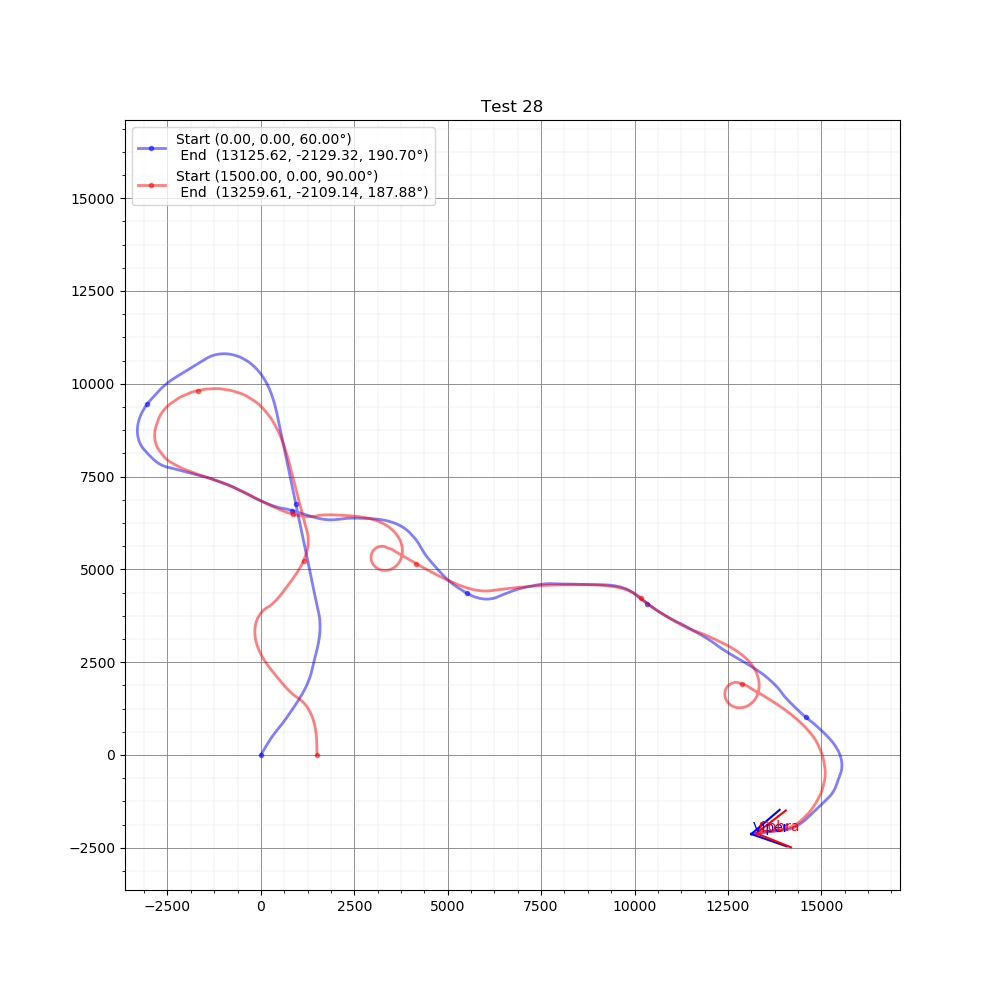 Test 28
Start (0.00, 0.00, 60.00°)
End  (13125.62, -2129.32, 190.70°)
Start (1500.00, 0.00, 90.00°)
End  (13259.61, -2109.14, 187.88°)
15000
12500
10000
7500
5000
2500
0
−2500
−2500
0
2500
5000
7500
10000
12500
15000
Viper